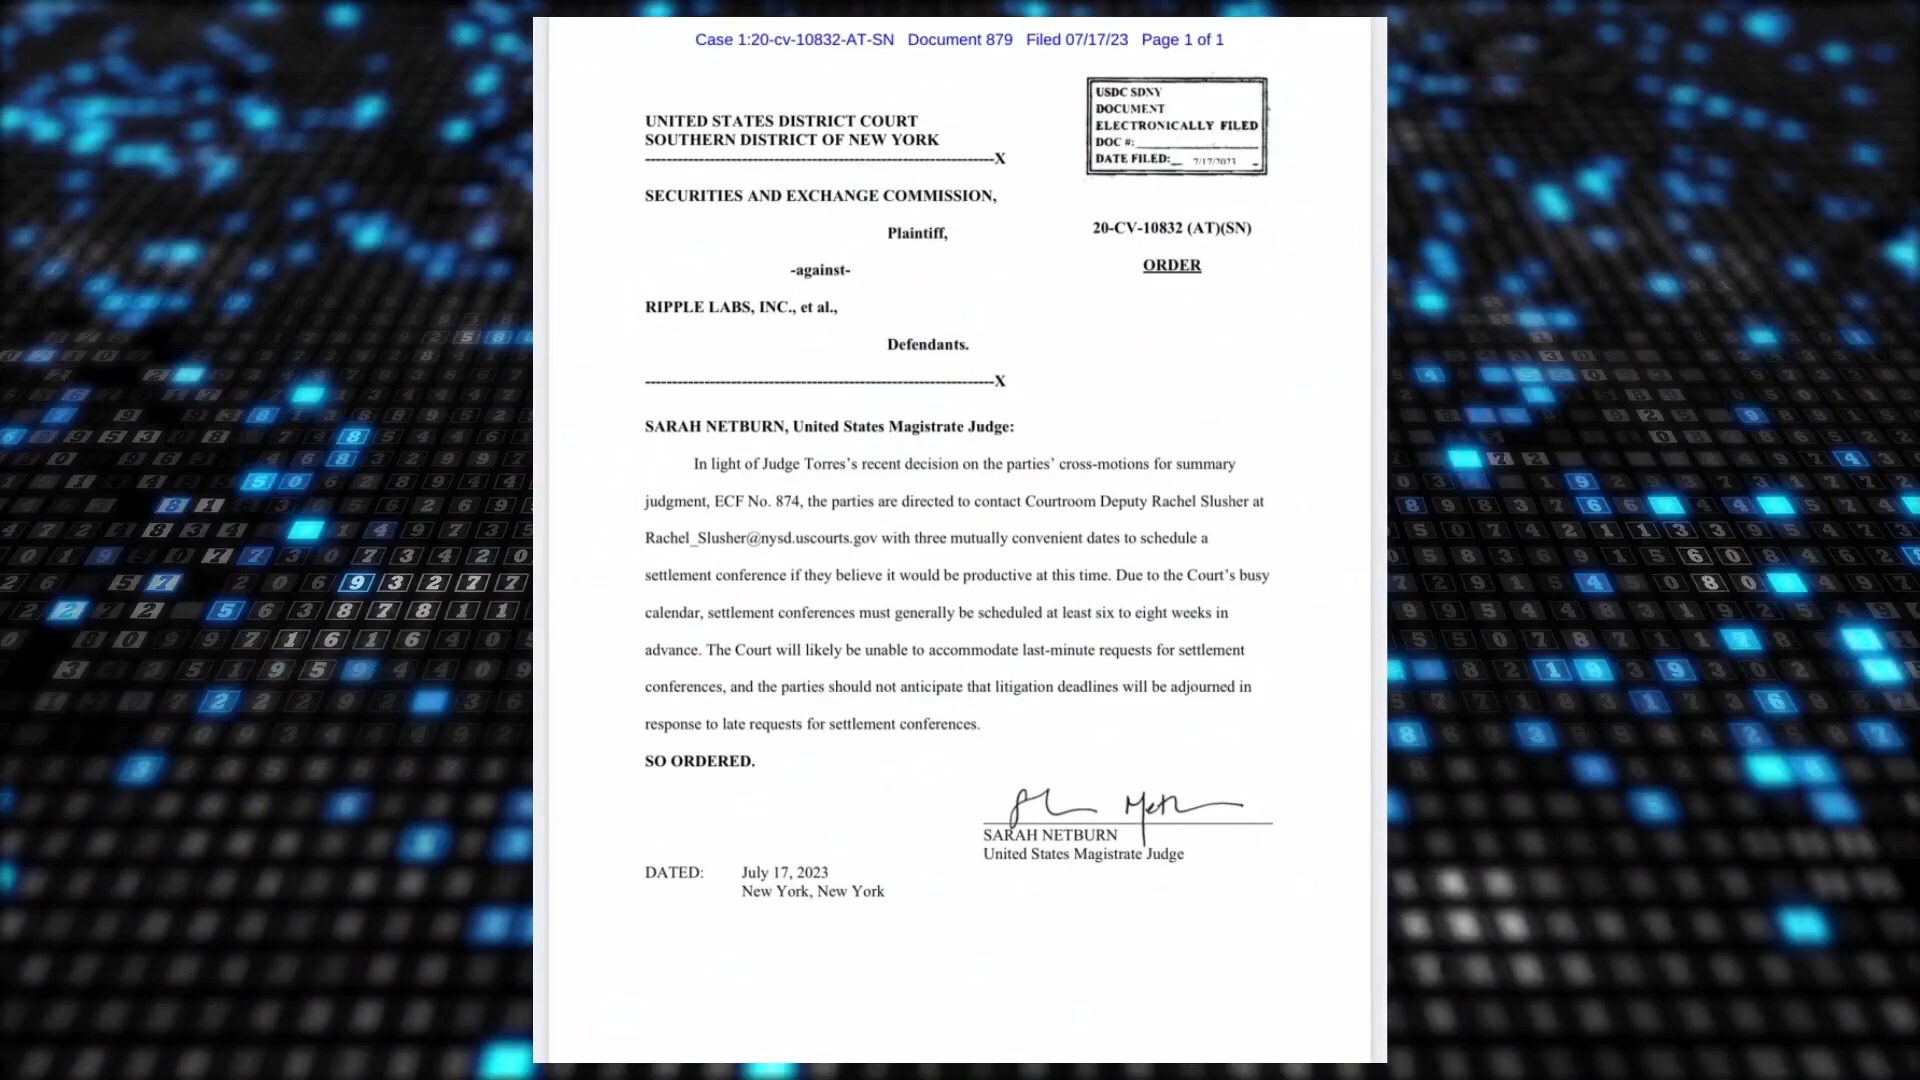 Case 1:20-cv-10832-AT-SN Document 879 Filed 07/17/23 Page 1 of 1
USDC SDNY
DOCUMENT
ELECTRONICALLY FILED
DOC #:
DATE FILED: 7/17/2023
UNITED STATES DISTRICT COURT
SOUTHERN DISTRICT OF NEW YORK
-----------------------------------------------------------------X
SECURITIES AND EXCHANGE COMMISSION,
Plaintiff,
-against-
RIPPLE LABS, INC., et al.,
Defendants.
-----------------------------------------------------------------X
20-CV-10832 (AT)(SN)
ORDER
SARAH NETBURN, United States Magistrate Judge:
In light of Judge Torres’s recent decision on the parties’ cross-motions for summary
judgment, ECF No. 874, the parties are directed to contact Courtroom Deputy Rachel Slusher at
Rachel_Slusher@nysd.uscourts.gov with three mutually convenient dates to schedule a
settlement conference if they believe it would be productive at this time. Due to the Court’s busy
calendar, settlement conferences must generally be scheduled at least six to eight weeks in
advance. The Court will likely be unable to accommodate last-minute requests for settlement
conferences, and the parties should not anticipate that litigation deadlines will be adjourned in
response to late requests for settlement conferences.
SO ORDERED.
SARAH NETBURN
United States Magistrate Judge
DATED: July 17, 2023
New York, New York